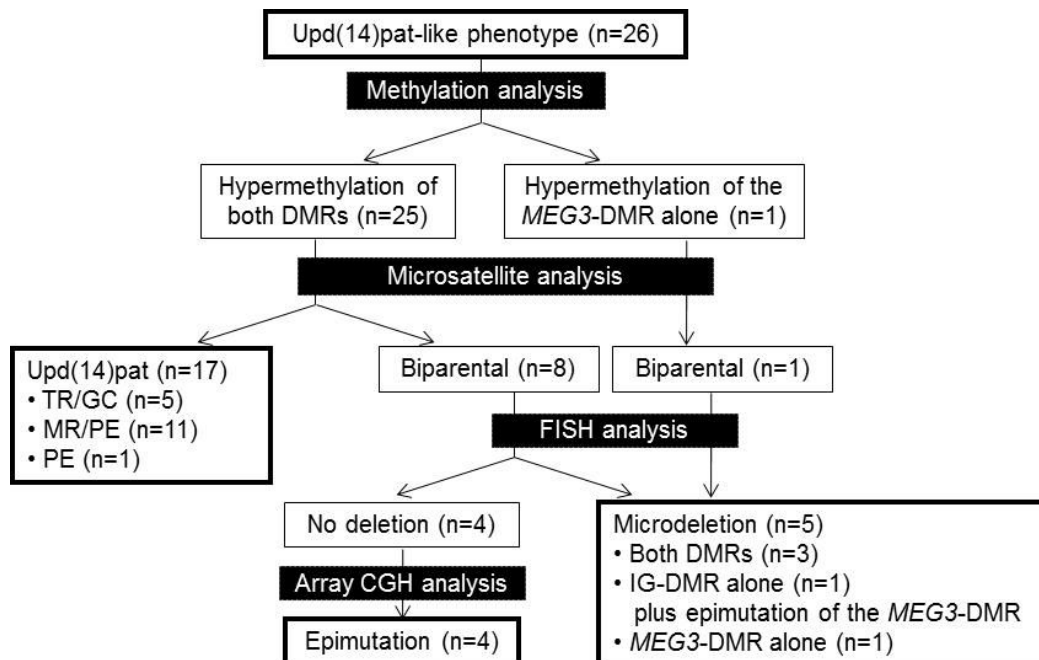 Upd(14)pat-like phenotype (n=26)
Methylation analysis
Hypermethylation of
both DMRs (n=25)
Hypermethylation of the
MEG3-DMR alone (n=1)
Microsatellite analysis
Upd(14)pat (n=17)
• TR/GC (n=5)
• MR/PE (n=11)
• PE (n=1)
Biparental (n=8)
Biparental (n=1)
FISH analysis
No deletion (n=4)
Microdeletion (n=5)
• Both DMRs (n=3)
• IG-DMR alone (n=1)
plus epimutation of the MEG3-DMR
• MEG3-DMR alone (n=1)
Array CGH analysis
Epimutation (n=4)